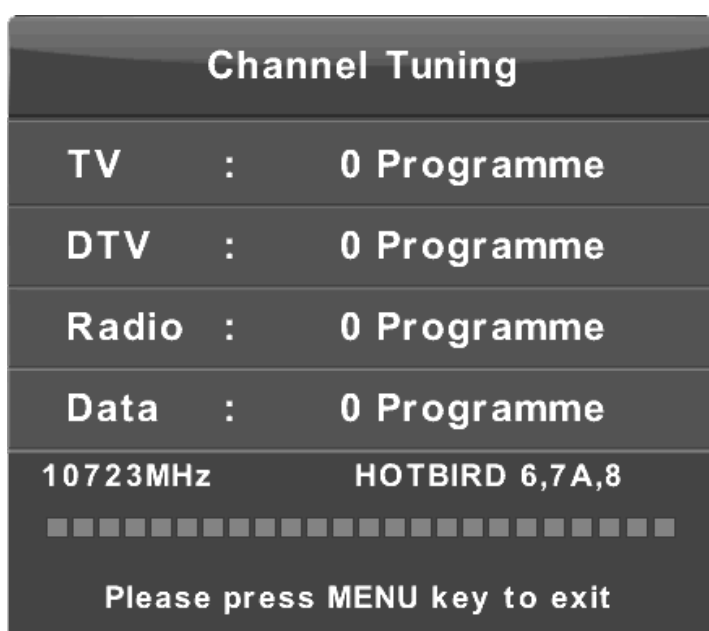 Channel Tuning
TV : 0 Programme
DTV : 0 Programme
Radio : 0 Programme
Data : 0 Programme
10723MHz HOTBIRD 6,7A,8
Please press MENU key to exit